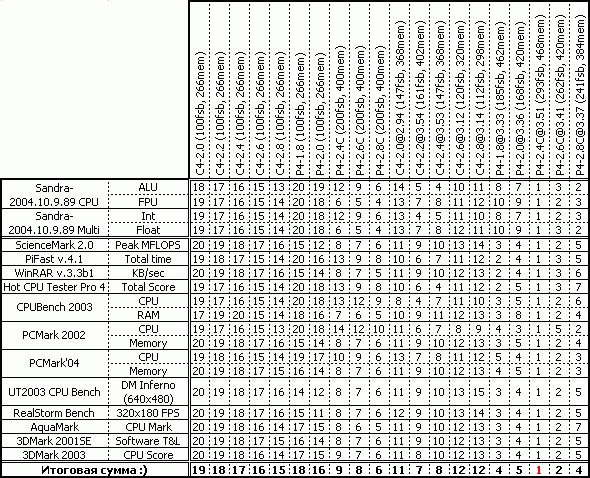 C4-2.0 (100fsb, 266mem)
C4-2.2 (100fsb, 266mem)
C4-2.4 (100fsb, 266mem)
C4-2.6 (100fsb, 266mem)
C4-2.8 (100fsb, 266mem)
P4-1.8 (100fsb, 266mem)
P4-2.0 (100fsb, 266mem)
P4-2.4C (200fsb, 400mem)
P4-2.6C (200fsb, 400mem)
P4-2.8C (200fsb, 400mem)
C4-2.0@2.94 (147fsb, 368mem)
C4-2.2@3.54 (161fsb, 402mem)
C4-2.4@3.53 (147fsb, 368mem)
C4-2.6@3.12 (120fsb, 320mem)
C4-2.8@3.14 (112fsb, 298mem)
P4-1.8@3.33 (185fsb, 462mem)
P4-2.0@3.36 (168fsb, 420mem)
P4-2.4C@3.51 (293fsb, 468mem)
P4-2.6C@3.41 (262fsb, 420mem)
P4-2.8C@3.37 (241fsb, 384mem)
Sandra-2004.10.9.89 CPU ALU 18 17 16 15 13 20 19 12 9 6 14 5 4 10 11 8 7 1 3 2
FPU 19 17 16 15 14 20 18 6 5 4 13 7 8 11 12 10 9 1 3 2
Sandra-2004.10.9.89 Multi Int 19 17 16 15 14 20 18 12 9 6 13 4 5 10 11 8 7 1 3 2
Float 19 17 16 15 14 20 18 6 5 4 13 7 8 11 12 10 9 1 3 2
ScienceMark 2.0 Peak MFLOPS 20 19 18 17 16 15 12 8 7 6 11 9 10 13 14 3 4 1 2 5
PiFast v.4.1 Total time 19 18 17 16 14 20 15 8 7 6 13 9 10 11 12 3 4 1 2 5
WinRAR v.3.3b1 KB/sec 20 19 18 17 16 15 14 8 7 5 11 9 10 12 13 2 4 1 3 6
Hot CPU Tester Pro 4 Total Score 19 18 17 16 14 20 15 9 8 7 13 10 6 4 11 12 2 1 2 5
CPUBench 2003 CPU 19 17 16 15 14 20 18 13 12 9 8 4 7 11 10 3 5 1 2 6
RAM 17 19 20 15 14 18 16 7 6 5 10 9 11 12 13 3 8 1 2 4
PCMark 2002 CPU 19 17 16 15 13 20 18 14 12 10 11 6 7 8 9 4 3 1 5 2
Memory 20 19 18 17 16 15 14 8 7 5 11 9 10 12 13 3 4 1 2 6
PCMark'04 CPU 19 18 16 15 14 19 17 10 9 6 13 7 8 11 12 5 4 1 3 2
Memory 20 19 18 17 16 15 14 8 7 6 11 9 10 12 13 3 4 1 2 5
UT2003 CPU Bench DM Inferno (640x480) 20 19 18 17 16 14 12 8 7 6 11 9 10 13 15 3 4 1 2 5
RealStorm Bench 320x180 FPS 20 19 18 17 16 15 11 8 7 6 12 9 10 13 14 3 4 1 2 5
AquaMark CPU Mark 20 19 18 17 16 15 14 8 6 5 11 9 10 12 13 3 4 1 2 7
3DMark 2001SE Software T&L 20 19 18 17 16 15 14 8 7 6 11 9 10 12 13 3 4 1 2 5
3DMark 2003 CPU Score 20 19 18 17 16 15 14 8 7 6 11 9 10 12 13 3 4 1 2 5
Итоговая сумма :) 19 18 17 16 15 18 16 9 8 6 11 7 8 12 12 4 5 1 2 4